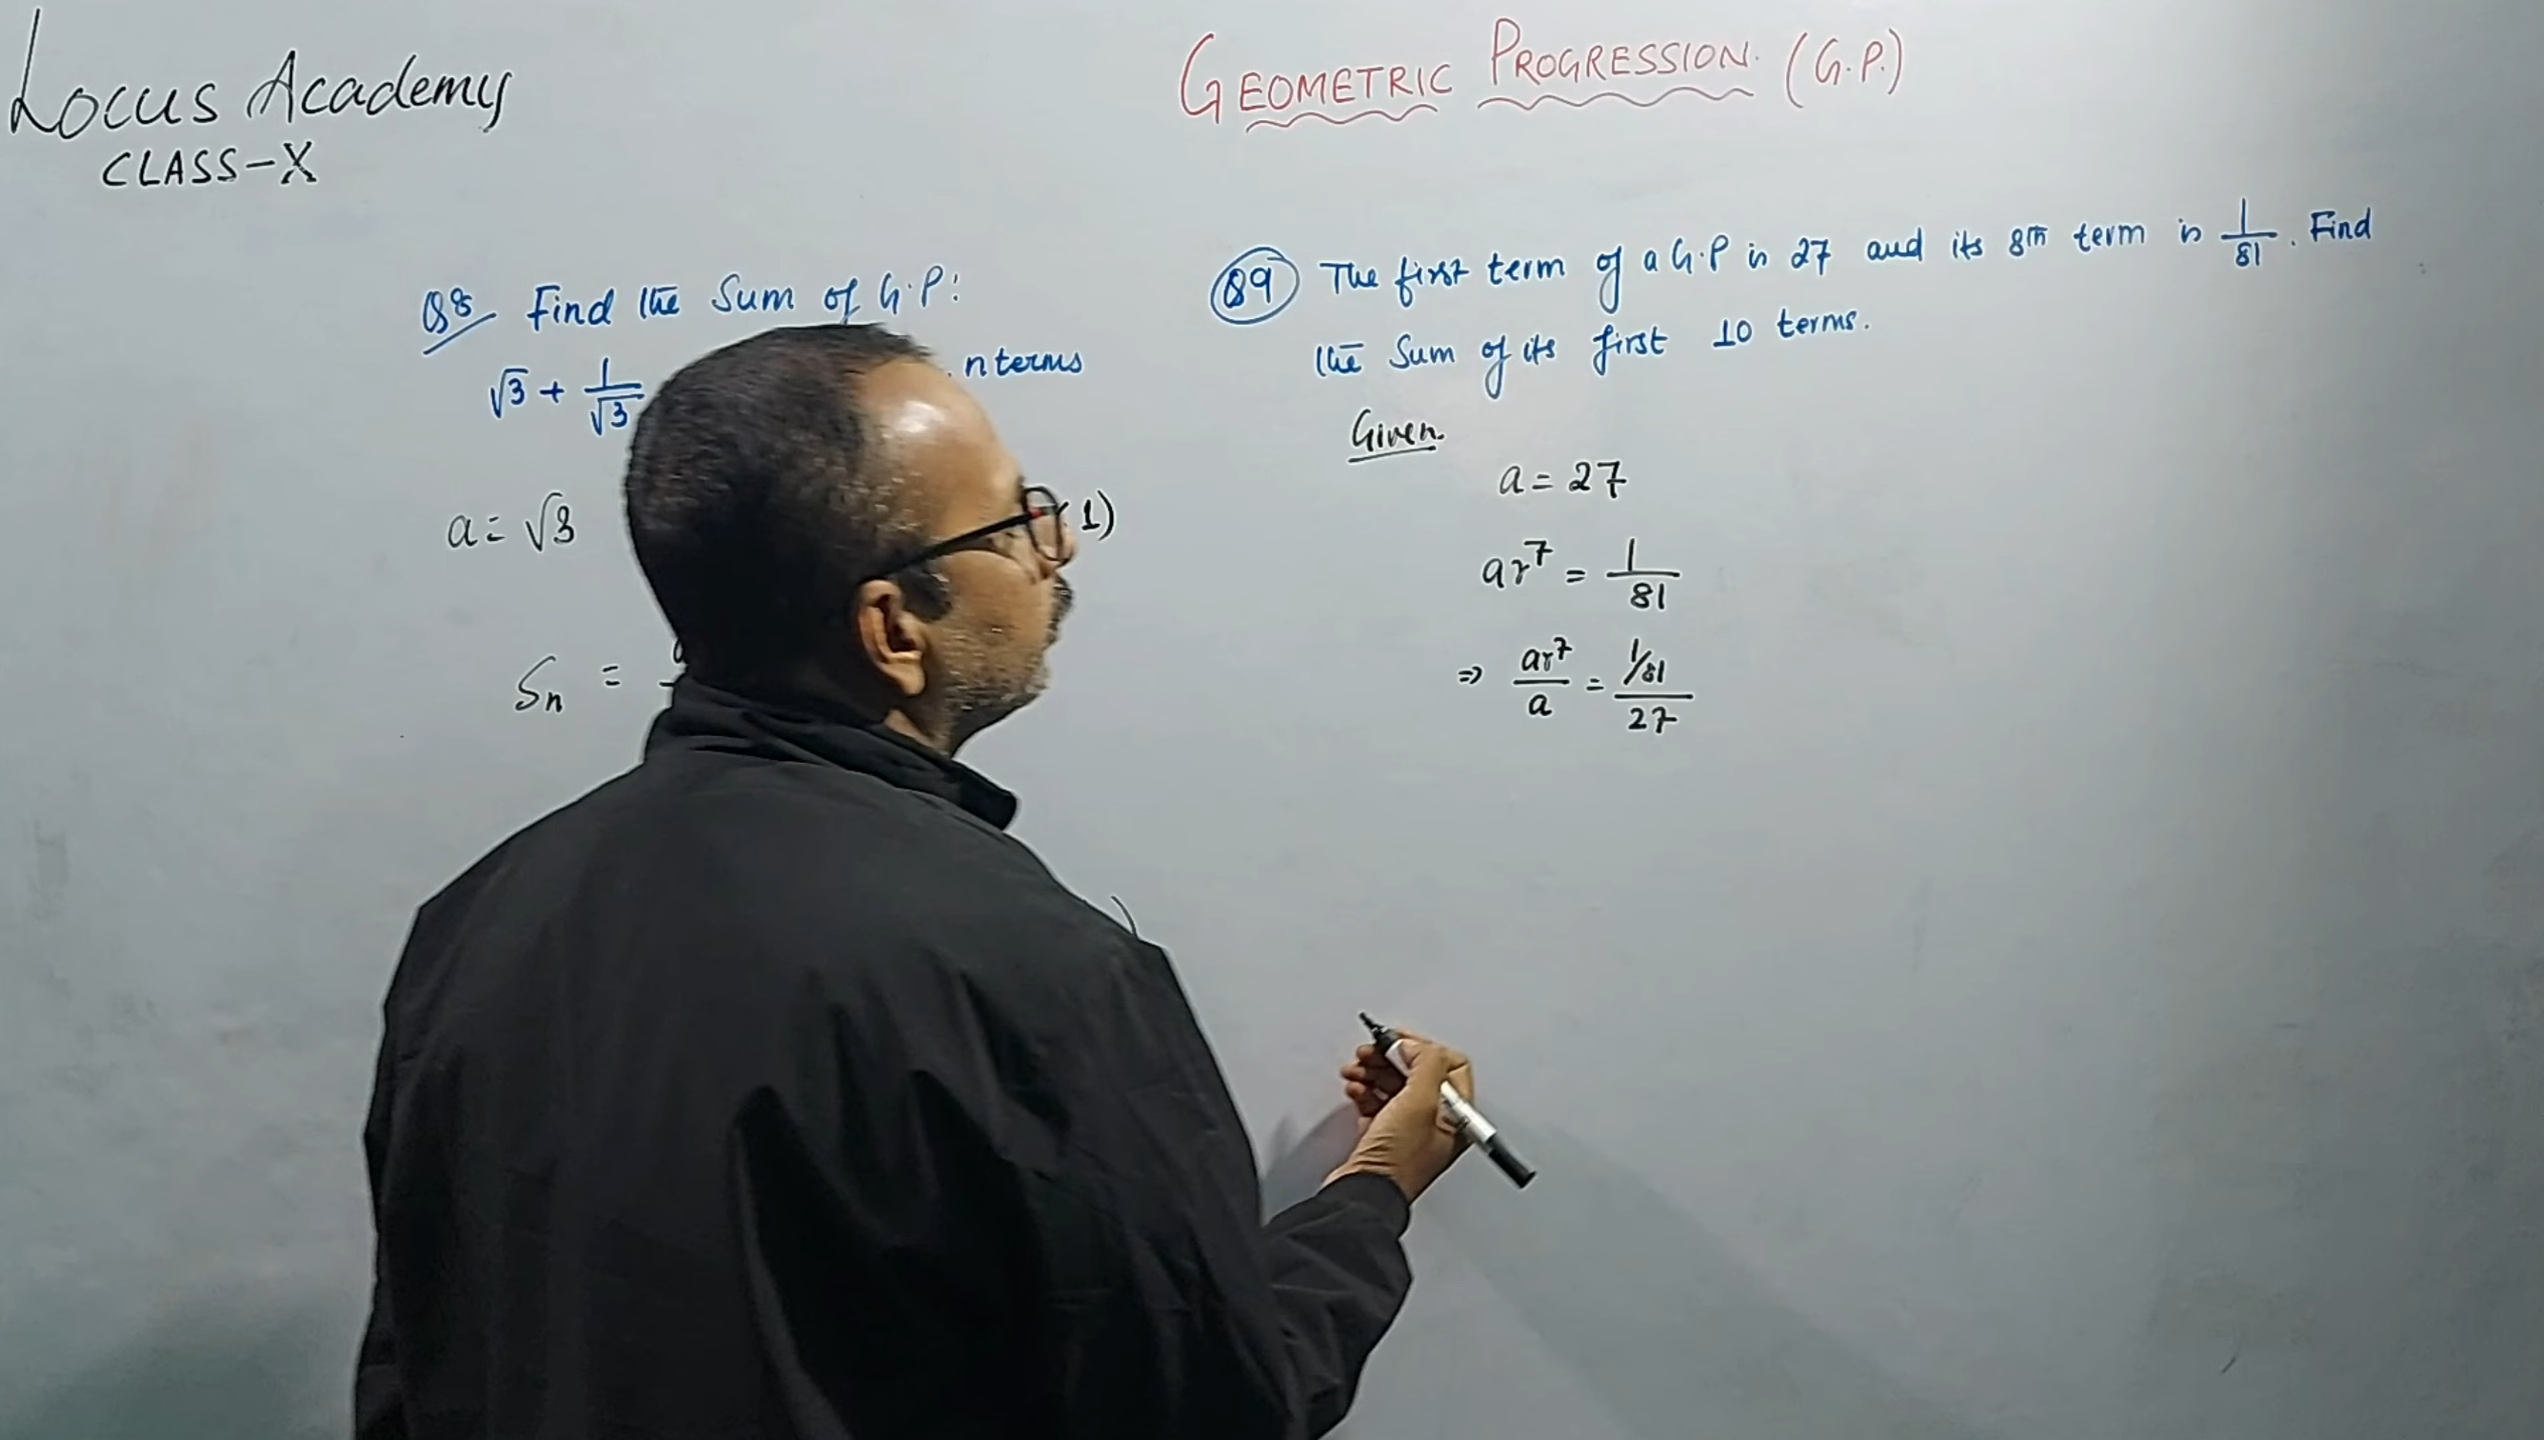 Locus Academy
CLASS-X
GEOMETRIC PROGRESSION. (G.P.)
Q8 Find the Sum of G.P:
√3 + 1/√3 . n terms
a = √3 1)
Sn =
Q9 The first term of a G.P is 27 and its 8th term is 1/81. Find
the Sum of its first 10 terms.
Given.
a = 27
ar⁷ = 1/81
⇒ ar⁷/a = (1/81)/27